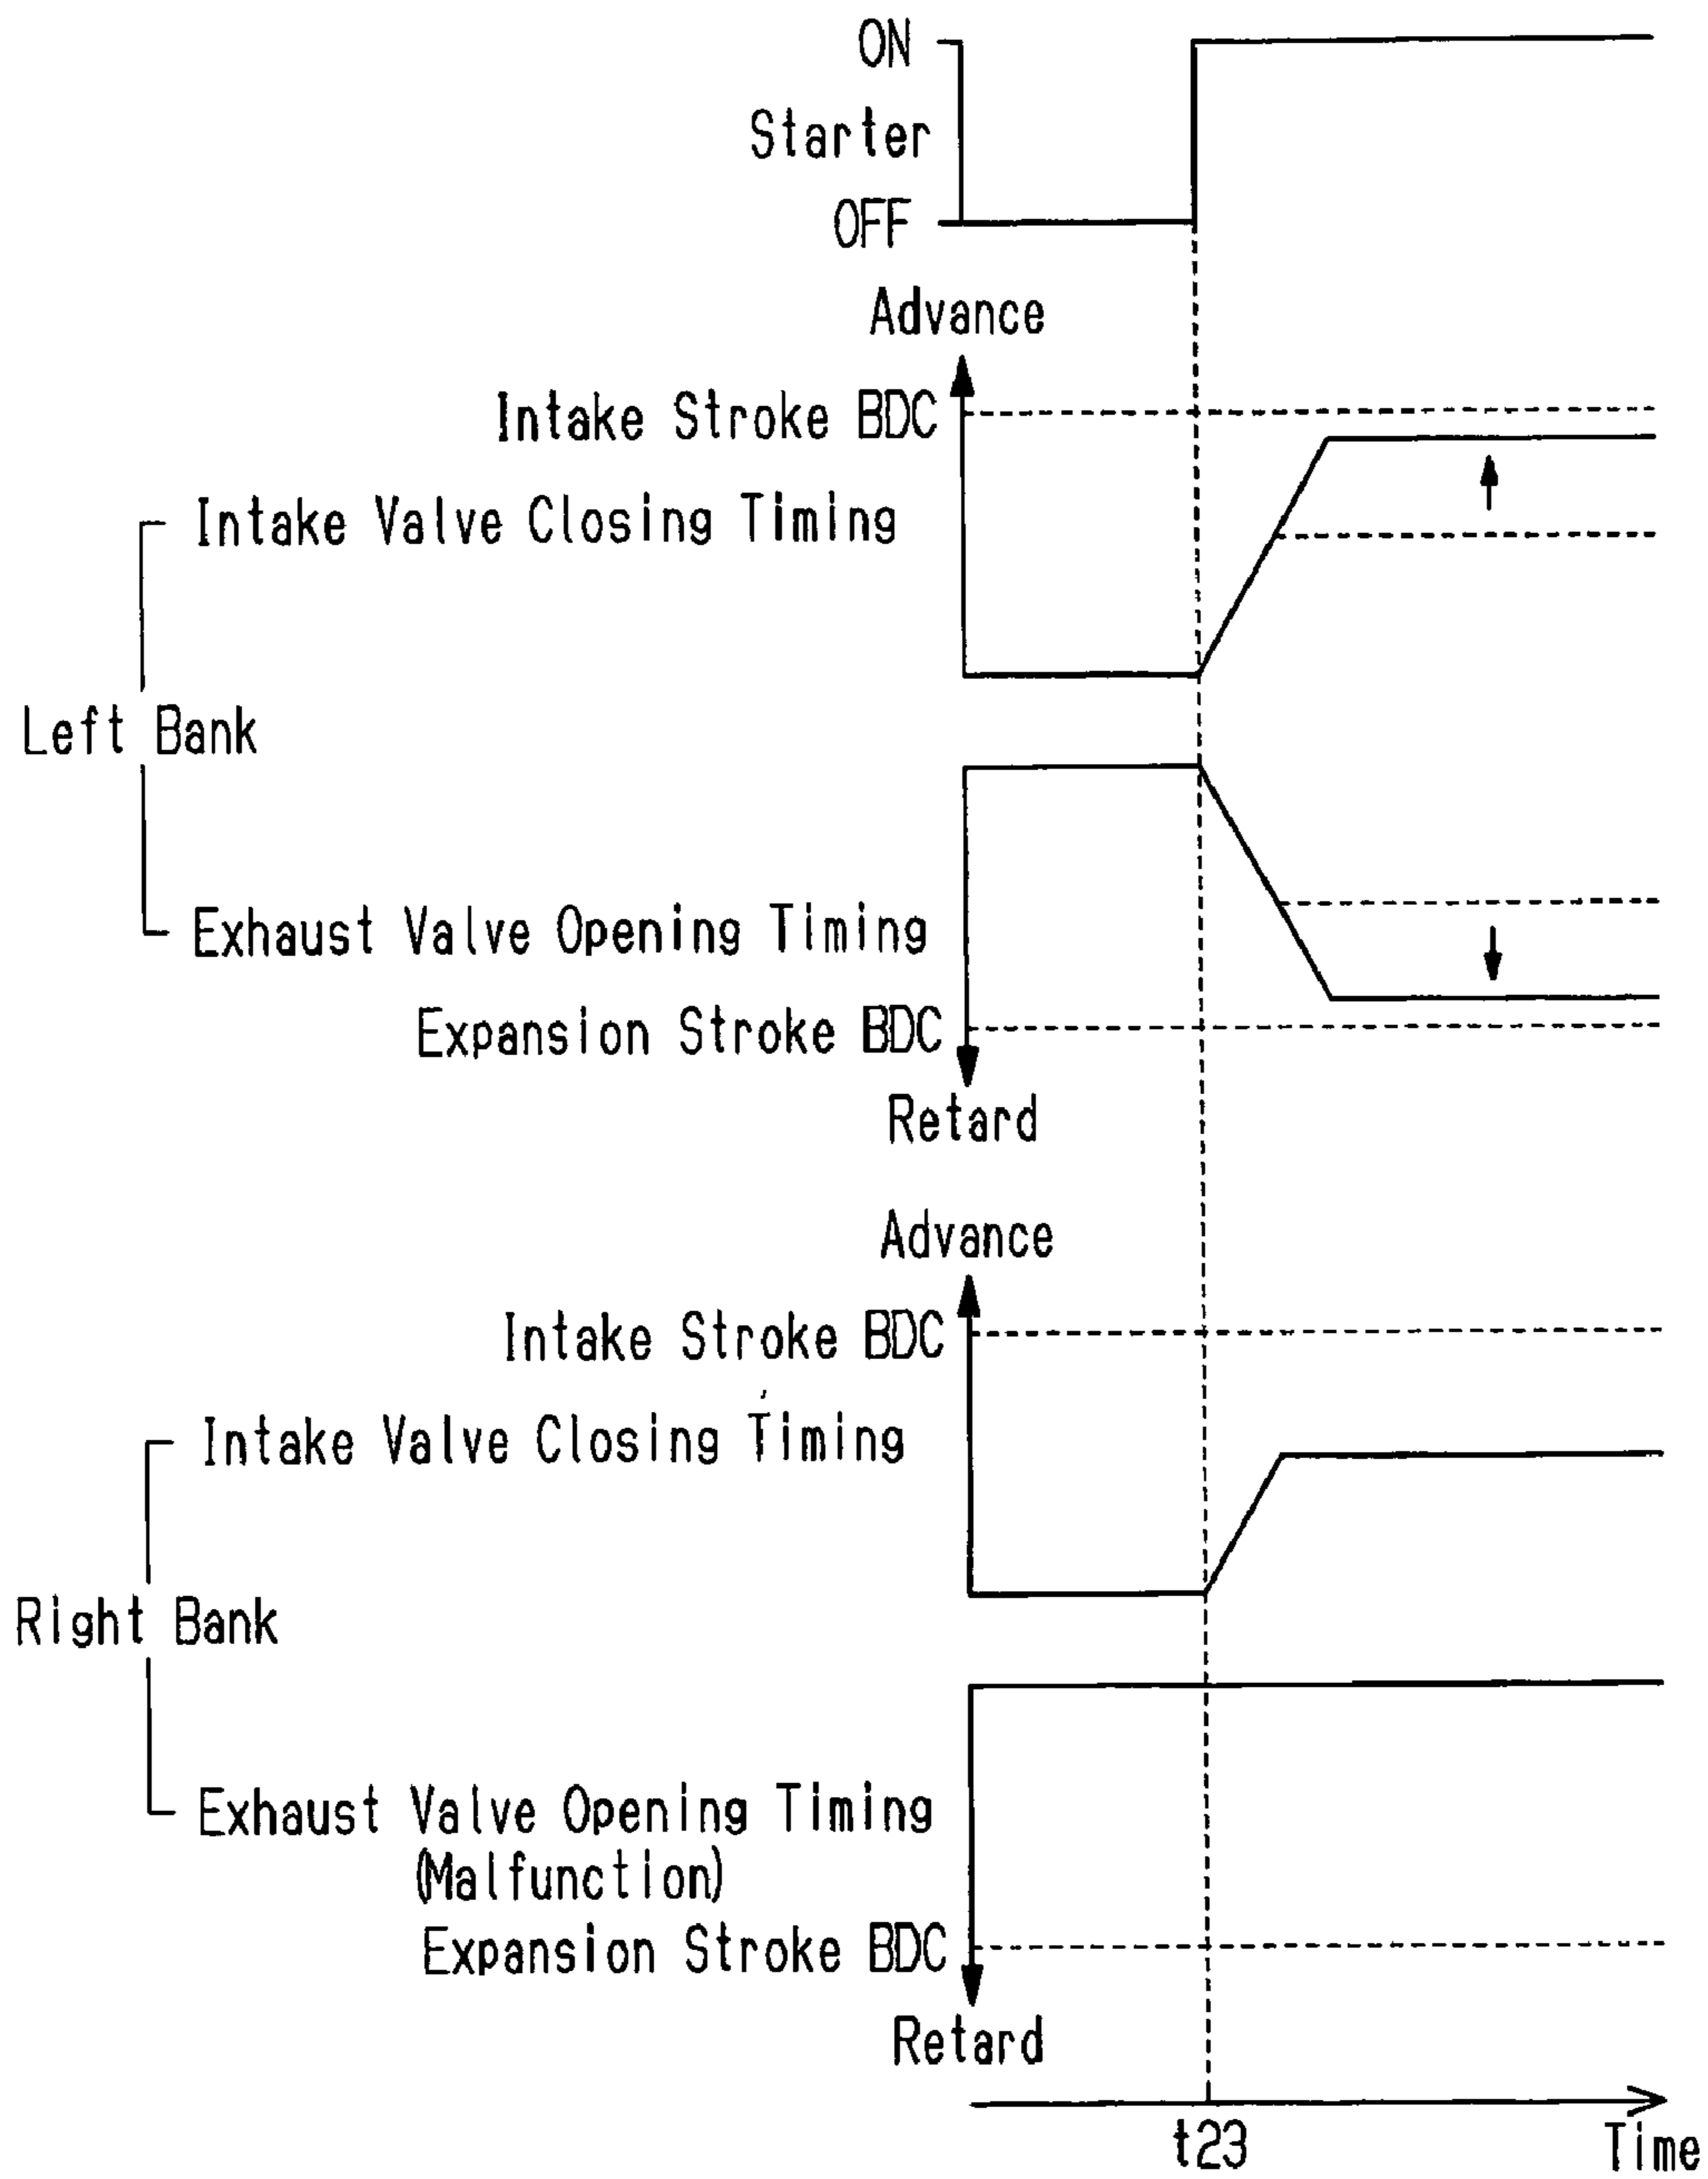 ON
Starter
OFF
Advance
Intake Stroke BDC
Intake Valve Closing Timing
Left Bank
Exhaust Valve Opening Timing
Expansion Stroke BDC
Retard
Advance
Intake Stroke BDC
Intake Valve Closing Timing
Right Bank
Exhaust Valve Opening Timing
(Malfunction)
Expansion Stroke BDC
Retard
t23
Time